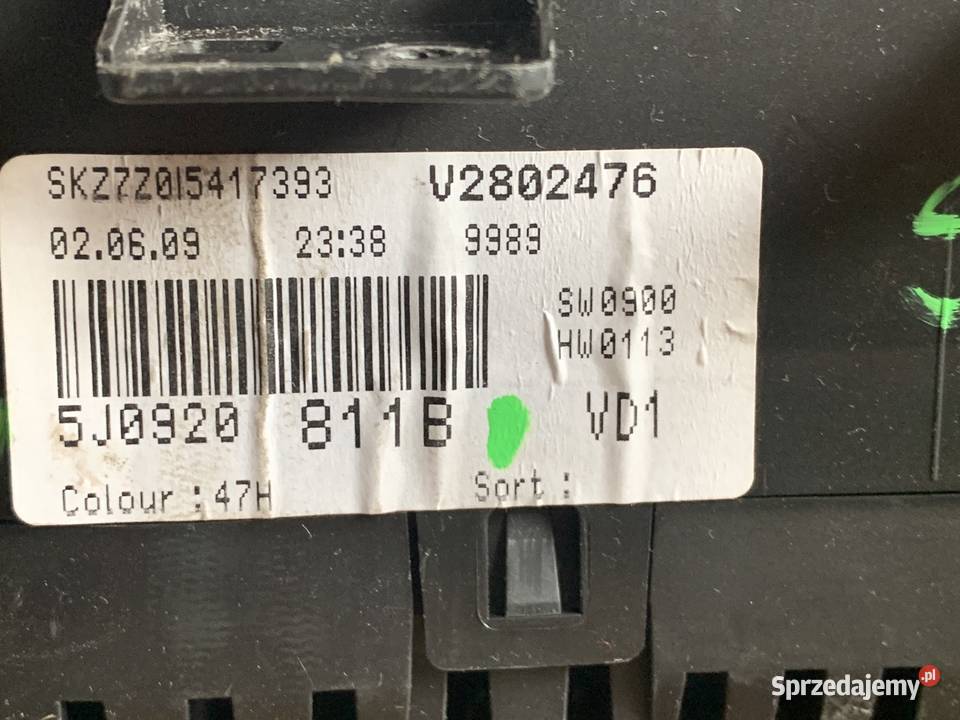 SKZ7Z0I5417393 V2802476
02.06.09 23:38 9989
SW0900
HW0113
5J0920 811B VD1
Colour : 47H Sort :
Sprzedajemy.pl